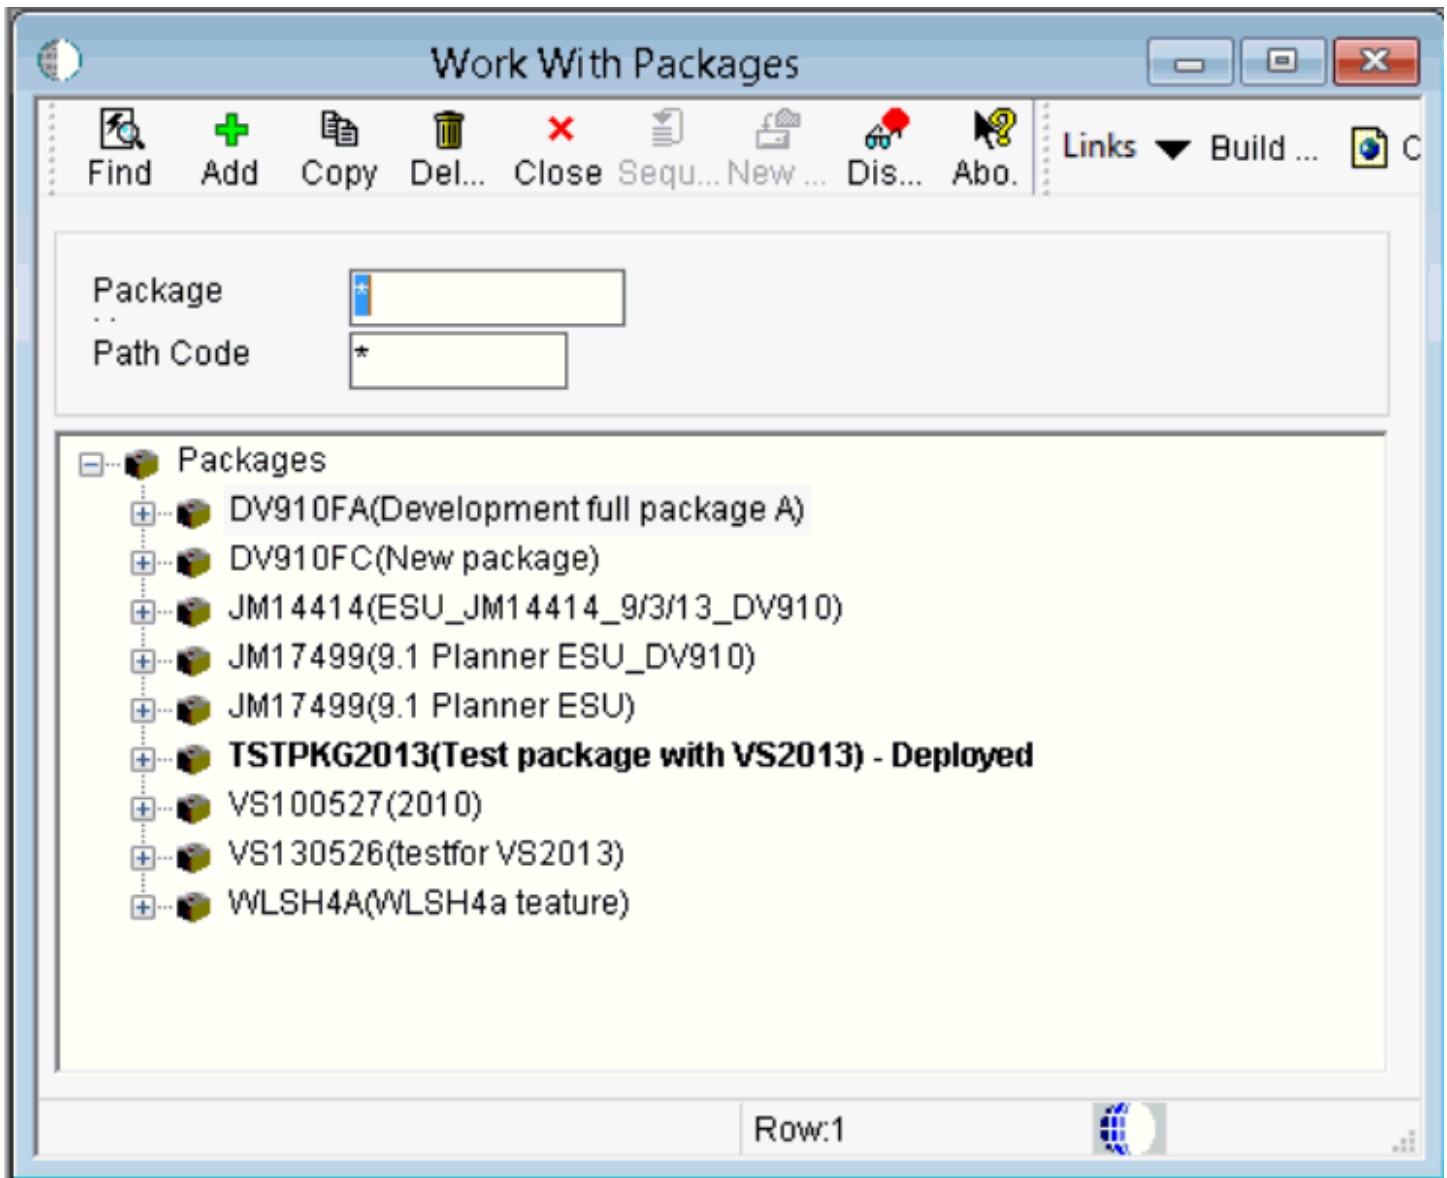 Work With Packages
Find Add Copy Del... Close Sequ... New ... Dis... Abo. Links Build ... C
Package
*
Path Code
*
Packages
DV910FA(Development full package A)
DV910FC(New package)
JM14414(ESU_JM14414_9/3/13_DV910)
JM17499(9.1 Planner ESU_DV910)
JM17499(9.1 Planner ESU)
TSTPKG2013(Test package with VS2013) - Deployed
VS100527(2010)
VS130526(testfor VS2013)
WLSH4A(WLSH4a teature)
Row:1